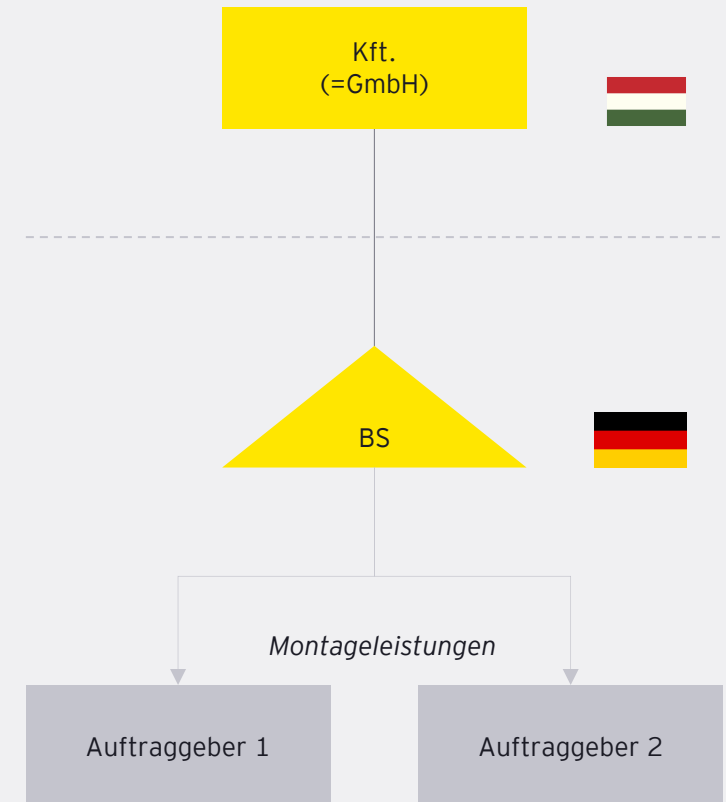 Kft.
(=GmbH)
BS
Montageleistungen
Auftraggeber 1
Auftraggeber 2